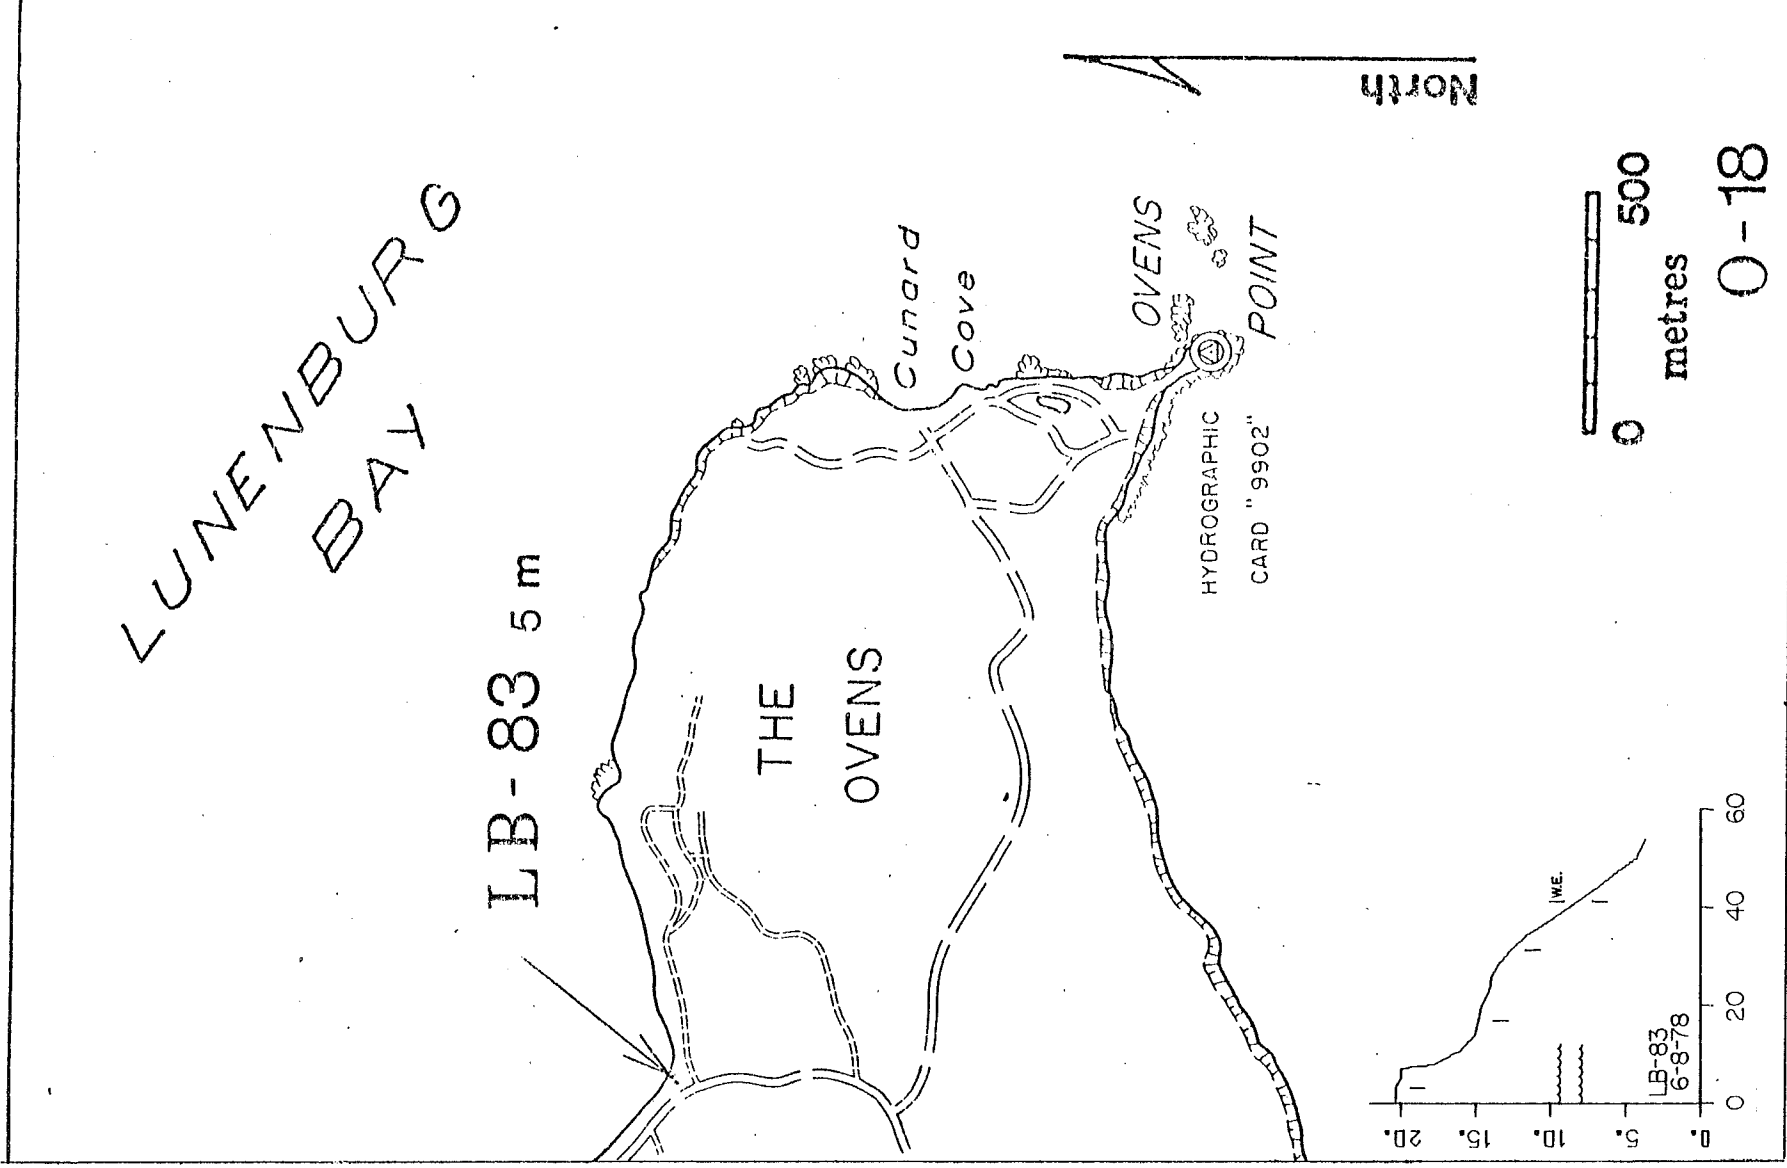 LUNENBURG
BAY
North
LB-83 5 m
Cunard
Cove
OVENS
POINT
THE
OVENS
HYDROGRAPHIC
CARD "9902"
0 500
metres
O-18
W.E.
LB-83
6-8-78
20.
15.
10.
5.
0.
0 20 40 60